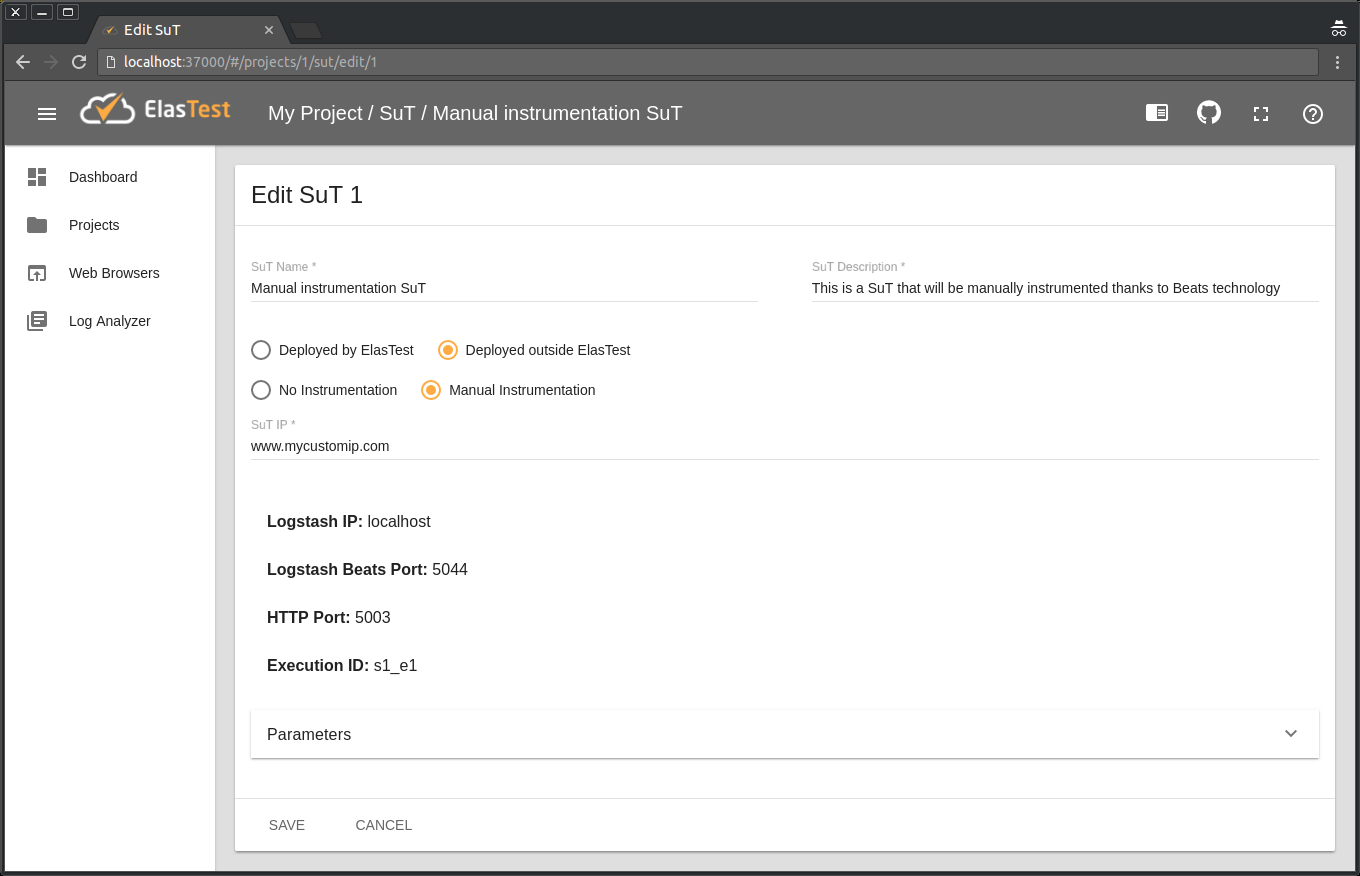 Edit SuT
localhost:37000/#/projects/1/sut/edit/1
ElasTest
My Project / SuT / Manual instrumentation SuT
Dashboard
Projects
Web Browsers
Log Analyzer
Edit SuT 1
SuT Name *
Manual instrumentation SuT
SuT Description *
This is a SuT that will be manually instrumented thanks to Beats technology
Deployed by ElasTest
Deployed outside ElasTest
No Instrumentation
Manual Instrumentation
SuT IP *
www.mycustomip.com
Logstash IP: localhost
Logstash Beats Port: 5044
HTTP Port: 5003
Execution ID: s1_e1
Parameters
SAVE
CANCEL